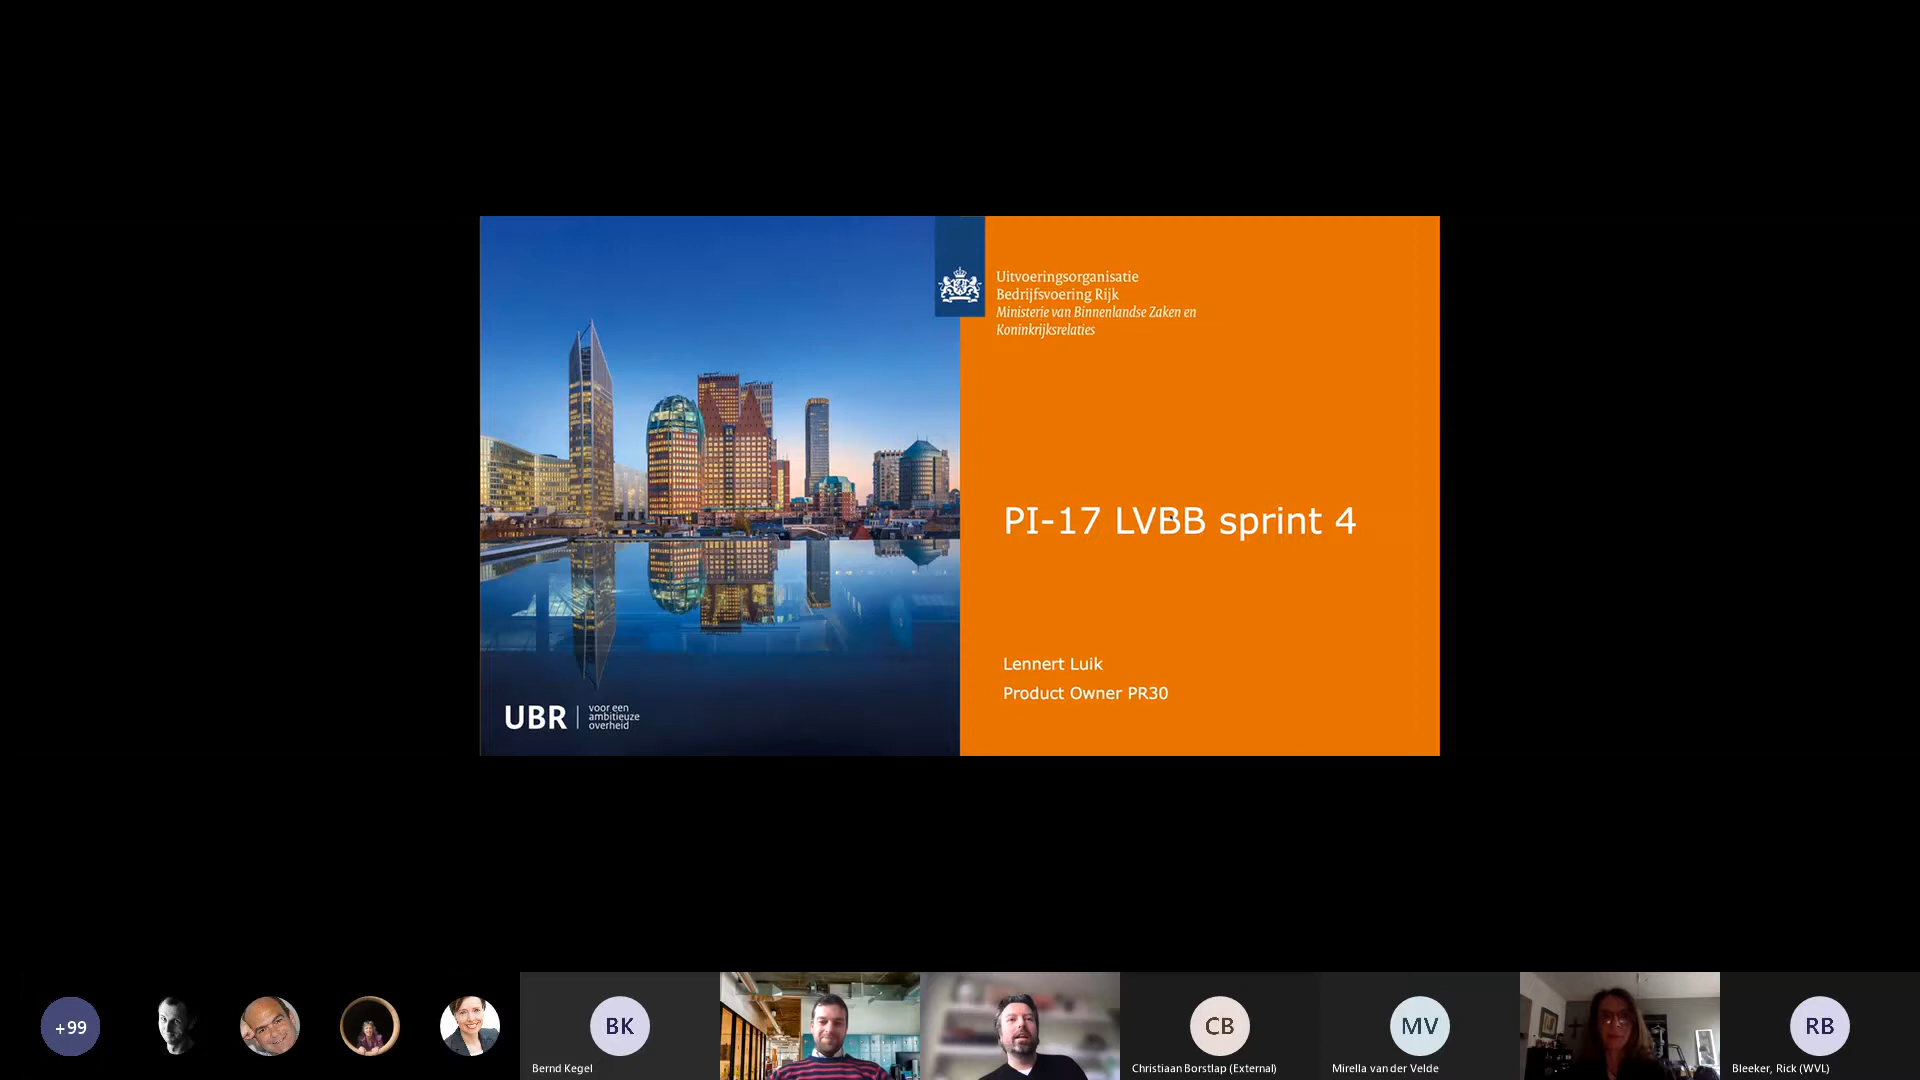 Uitvoeringsorganisatie
Bedrijfsvoering Rijk
Ministerie van Binnenlandse Zaken en
Koninkrijksrelaties
PI-17 LVBB sprint 4
Lennert Luik
Product Owner PR30
UBR
voor een
ambitieuze
overheid
+99
BK
Bernd Kegel
CB
Christiaan Borstlap (External)
MV
Mirella van der Velde
RB
Bleeker, Rick (WVL)